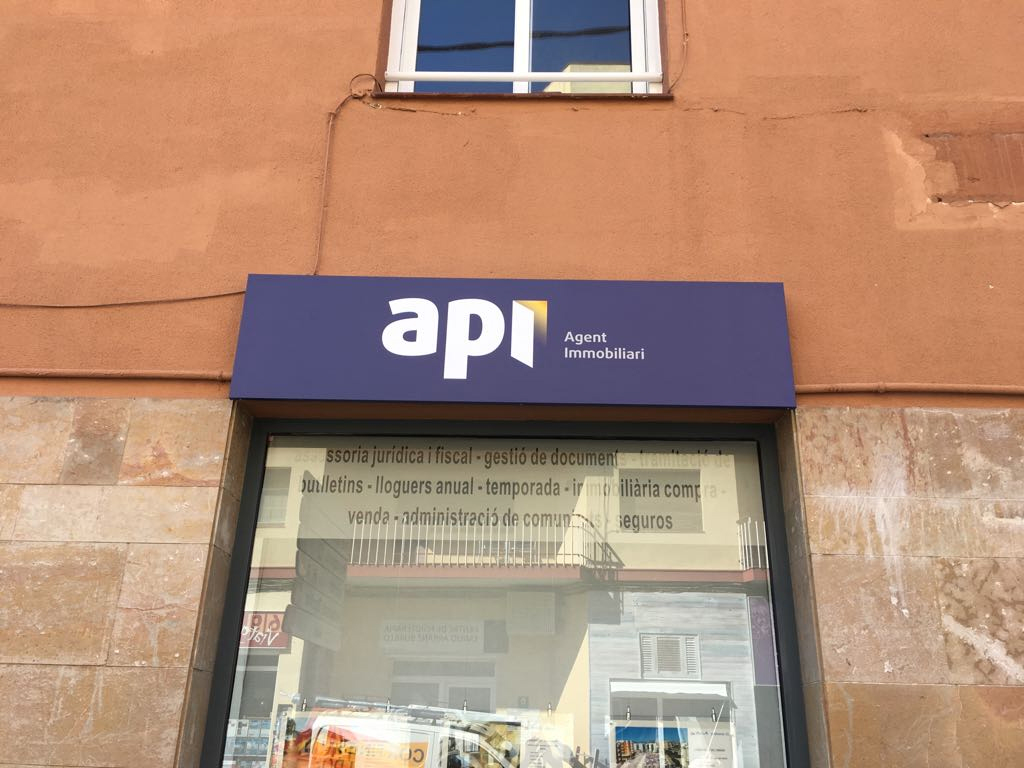 api
Agent
Immobiliari
assessoria jurídica i fiscal - gestió de documents - tramitació de
butlletins - lloguers anual - temporada - immobiliària compra -
venda - administració de comunitats - seguros